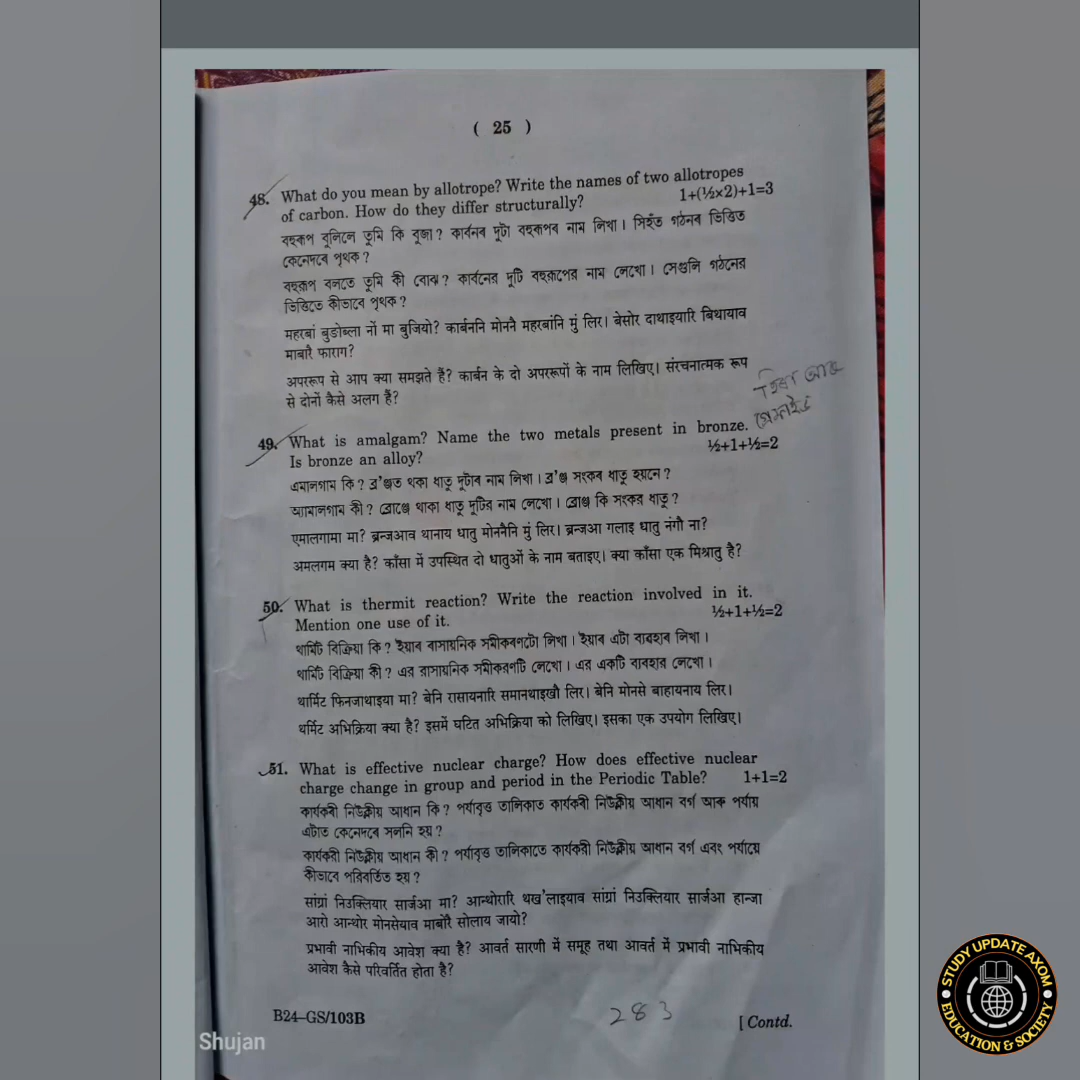 ( 25 )
48. What do you mean by allotrope? Write the names of two allotropes
of carbon. How do they differ structurally? 1+(½×2)+1=3
বহুৰূপ বুলিলে তুমি কি বুজা? কাৰ্বনৰ দুটা বহুৰূপৰ নাম লিখা। সিহঁত গঠনৰ ভিত্তিত
কেনেদৰে পৃথক?
বহুরূপ বলতে তুমি কী বোঝ? কার্বনের দুটি বহুরূপের নাম লেখো। সেগুলি গঠনের
ভিত্তিতে কীভাবে পৃথক?
महरबां बुङोब्ला नों मा बुजियो? कार्बननि मोननै महरबांनि मुं लिर। बेसोर दाथाइयारि बिथायाव
माबारै फाराग?
अपररूप से आप क्या समझते हैं? कार्बन के दो अपररूपों के नाम लिखिए। संरचनात्मक रूप
से दोनों कैसे अलग हैं?
49. What is amalgam? Name the two metals present in bronze.
Is bronze an alloy? ½+1+½=2
এমালগাম কি? ব্ৰ'ঞ্জত থকা ধাতু দুটাৰ নাম লিখা। ব্ৰ'ঞ্জ সংকৰ ধাতু হয়নে?
অ্যামালগাম কী? ব্রোঞ্জে থাকা ধাতু দুটির নাম লেখো। ব্রোঞ্জ কি সংকর ধাতু?
एमालगामा मा? ब्रन्जआव थानाय धातु मोननैनि मुं लिर। ब्रन्जआ गलाइ धातु नंगौ ना?
अमलगम क्या है? काँसा में उपस्थित दो धातुओं के नाम बताइए। क्या काँसा एक मिश्रातु है?
50. What is thermit reaction? Write the reaction involved in it.
Mention one use of it. ½+1+½=2
থাৰ্মিট বিক্ৰিয়া কি? ইয়াৰ ৰাসায়নিক সমীকৰণটো লিখা। ইয়াৰ এটা ব্যৱহাৰ লিখা।
থার্মিট বিক্রিয়া কী? এর রাসায়নিক সমীকরণটি লেখো। এর একটি ব্যবহার লেখো।
थार्मिट फिनजाथाइया मा? बेनि रासायनारि समानथाइखौ लिर। बेनि मोनसे बाहायनाय लिर।
थर्मिट अभिक्रिया क्या है? इसमें घटित अभिक्रिया को लिखिए। इसका एक उपयोग लिखिए।
51. What is effective nuclear charge? How does effective nuclear
charge change in group and period in the Periodic Table? 1+1=2
কাৰ্যকৰী নিউক্লীয় আধান কি? পৰ্যাবৃত্ত তালিকাত কাৰ্যকৰী নিউক্লীয় আধান বৰ্গ আৰু পৰ্যায়
এটাত কেনেদৰে সলনি হয়?
কার্যকরী নিউক্লীয় আধান কী? পর্যাবৃত্ত তালিকাতে কার্যকরী নিউক্লীয় আধান বর্গ এবং পর্যায়ে
কীভাবে পরিবর্তিত হয়?
सांग्रां निउक्लियार सार्जआ मा? आन्थोरारि थख'लाइयाव सांग्रां निउक्लियार सार्जआ हान्जा
आरो आन्थोर मोनसेयाव माबोरै सोलाय जायो?
प्रभावी नाभिकीय आवेश क्या है? आवर्त सारणी में समूह तथा आवर्त में प्रभावी नाभिकीय
आवेश कैसे परिवर्तित होता है?
B24–GS/103B
283
[ Contd.
Shujan
STUDY UPDATE AXOM
EDUCATION & SOCIETY